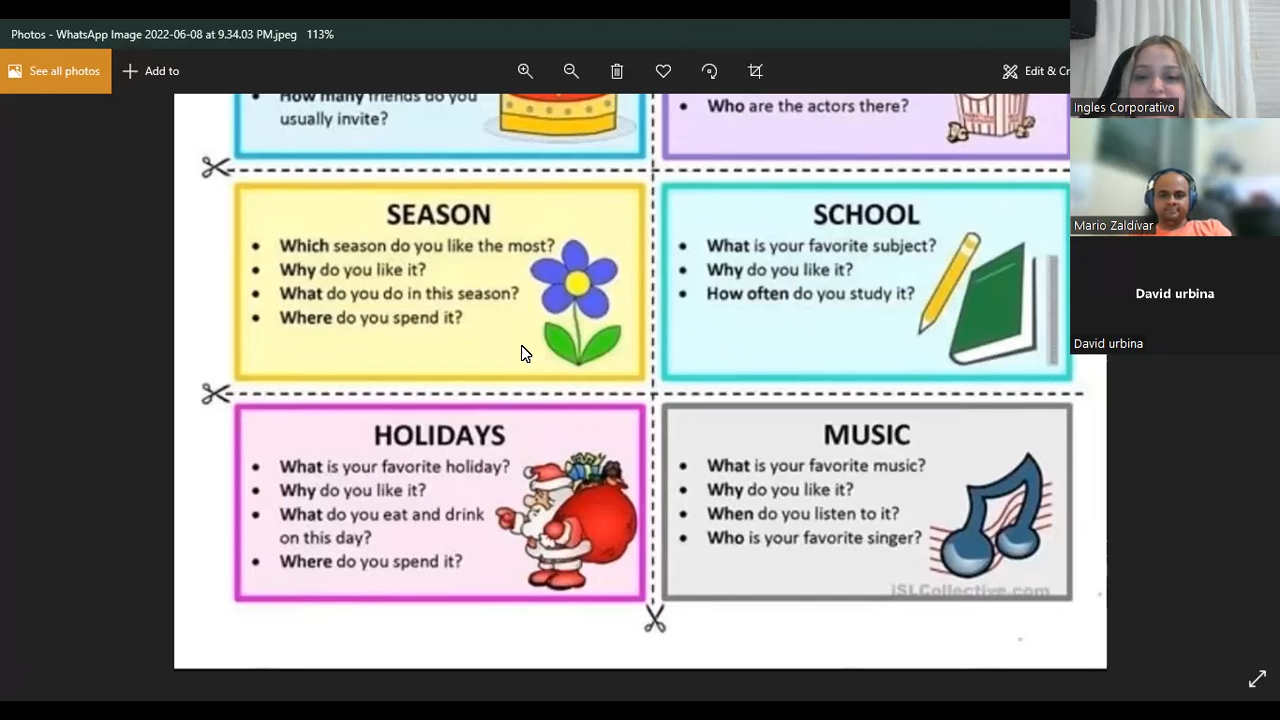 Photos - WhatsApp Image 2022-06-08 at 9.34.03 PM.jpeg 113%
See all photos
Add to
Edit & Cr
Ingles Corporativo
Mario Zaldívar
David urbina
David urbina
How many friends do you
usually invite?
Who are the actors there?
SEASON
Which season do you like the most?
Why do you like it?
What do you do in this season?
Where do you spend it?
SCHOOL
What is your favorite subject?
Why do you like it?
How often do you study it?
HOLIDAYS
What is your favorite holiday?
Why do you like it?
What do you eat and drink
on this day?
Where do you spend it?
MUSIC
What is your favorite music?
Why do you like it?
When do you listen to it?
Who is your favorite singer?
iSLCollective.com